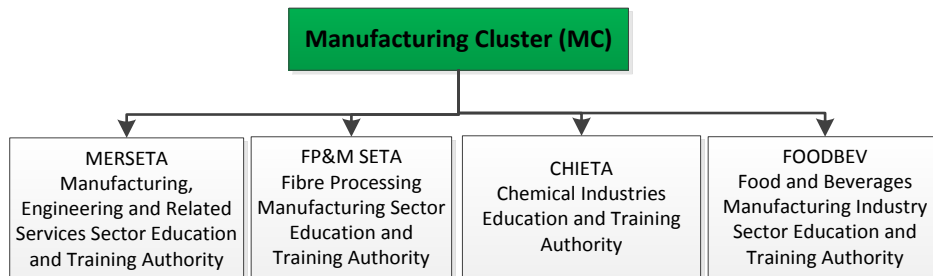 Manufacturing Cluster (MC)
MERSETA
Manufacturing,
Engineering and Related
Services Sector Education
and Training Authority
FP&M SETA
Fibre Processing
Manufacturing Sector
Education and
Training Authority
CHIETA
Chemical Industries
Education and Training
Authority
FOODBEV
Food and Beverages
Manufacturing Industry
Sector Education and
Training Authority